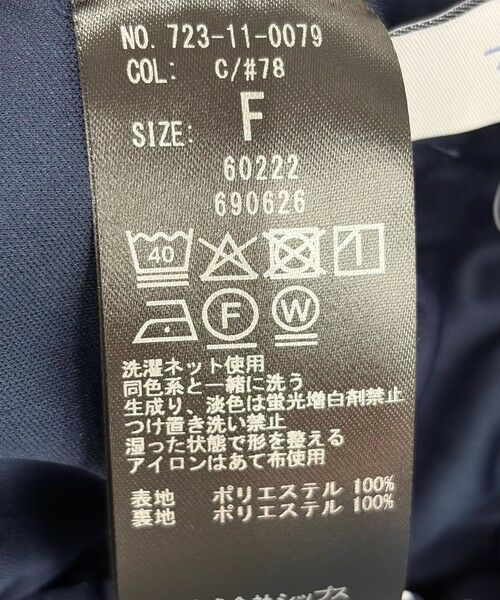 NO. 723-11-0079
COL: C/#78
SIZE: F
60222
690626
40
F W
洗濯ネット使用
同色系と一緒に洗う
生成り、淡色は蛍光増白剤禁止
つけ置き洗い禁止
湿った状態で形を整える
アイロンはあて布使用
表地 ポリエステル 100%
裏地 ポリエステル 100%
シップス